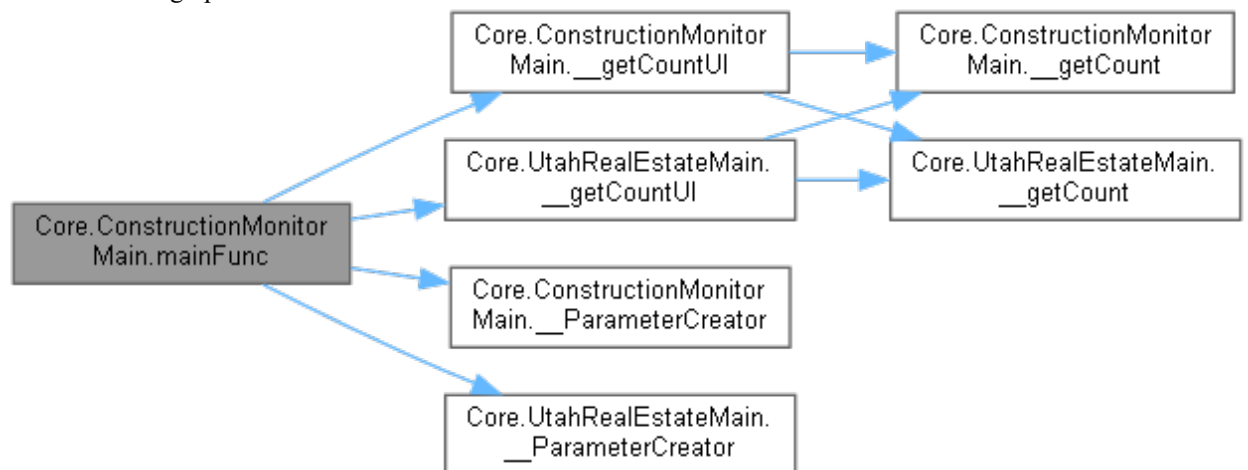 Core.ConstructionMonitor
Main.__getCountUI
Core.ConstructionMonitor
Main.__getCount
Core.UtahRealEstateMain.
__getCountUI
Core.UtahRealEstateMain.
__getCount
Core.ConstructionMonitor
Main.mainFunc
Core.ConstructionMonitor
Main.__ParameterCreator
Core.UtahRealEstateMain.
__ParameterCreator